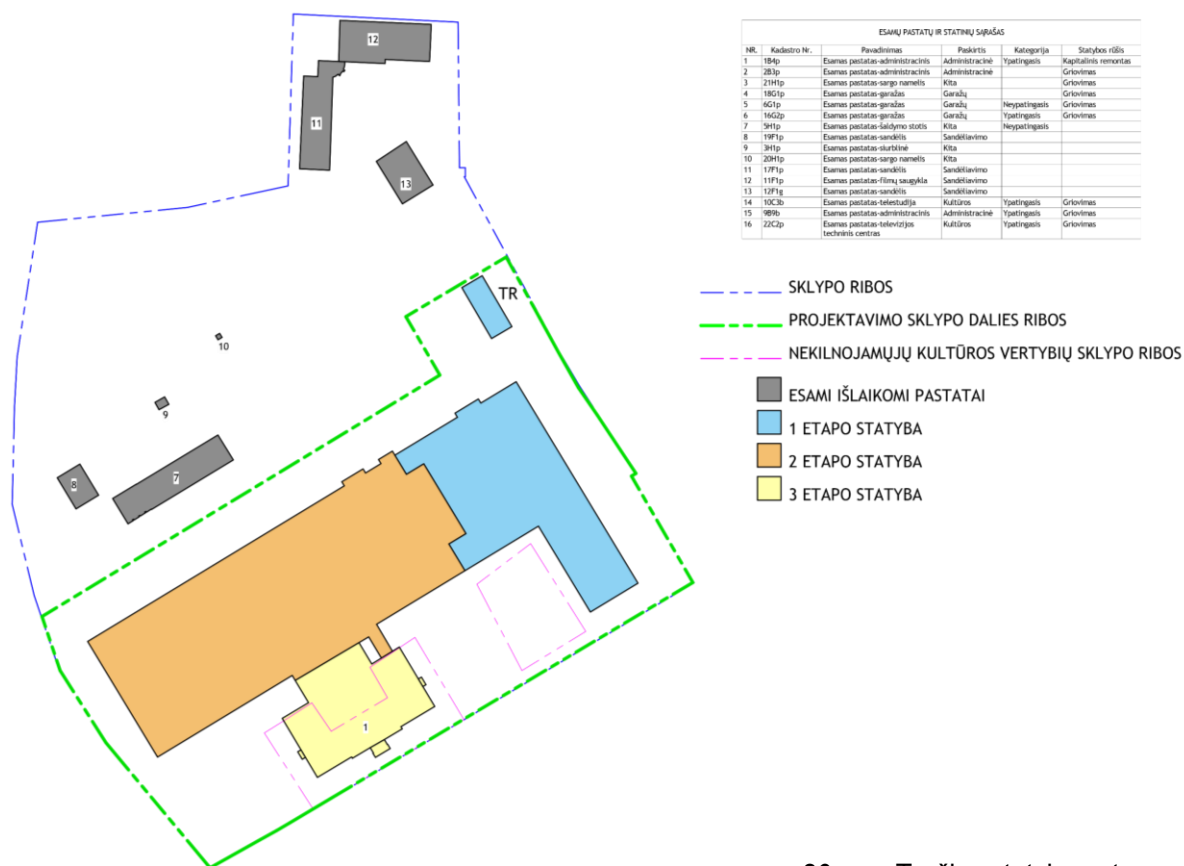 ESAMŲ PASTATŲ IR STATINIŲ SĄRAŠAS
NR. Kadastro Nr. Pavadinimas Paskirtis Kategorija Statybos rūšis
1 1B4p Esamas pastatas-administracinis Administracinė Ypatingasis Kapitalinis remontas
2 2B3p Esamas pastatas-administracinis Administracinė Griovimas
3 21H1p Esamas pastatas-sargo namelis Kita Griovimas
4 18G1p Esamas pastatas-garažas Garažų Griovimas
5 6G1p Esamas pastatas-garažas Garažų Neypatingasis Griovimas
6 16G2p Esamas pastatas-garažas Garažų Ypatingasis Griovimas
7 5H1p Esamas pastatas-šaldymo stotis Kita Neypatingasis
8 19F1p Esamas pastatas-sandėlis Sandėliavimo
9 3H1p Esamas pastatas-siurblinė Kita
10 20H1p Esamas pastatas-sargo namelis Kita
11 17F1p Esamas pastatas-sandėlis Sandėliavimo
12 11F1p Esamas pastatas-filmų saugykla Sandėliavimo
13 12F1g Esamas pastatas-sandėlis Sandėliavimo
14 10C3b Esamas pastatas-telestudija Kultūros Ypatingasis Griovimas
15 9B9b Esamas pastatas-administracinis Administracinė Ypatingasis Griovimas
16 22C2p Esamas pastatas-televizijos Kultūros Ypatingasis Griovimas
techninis centras
SKLYPO RIBOS
PROJEKTAVIMO SKLYPO DALIES RIBOS
NEKILNOJAMŲJŲ KULTŪROS VERTYBIŲ SKLYPO RIBOS
ESAMI IŠLAIKOMI PASTATAI
1 ETAPO STATYBA
2 ETAPO STATYBA
3 ETAPO STATYBA
12
11
13
TR
10
9
8
7
1